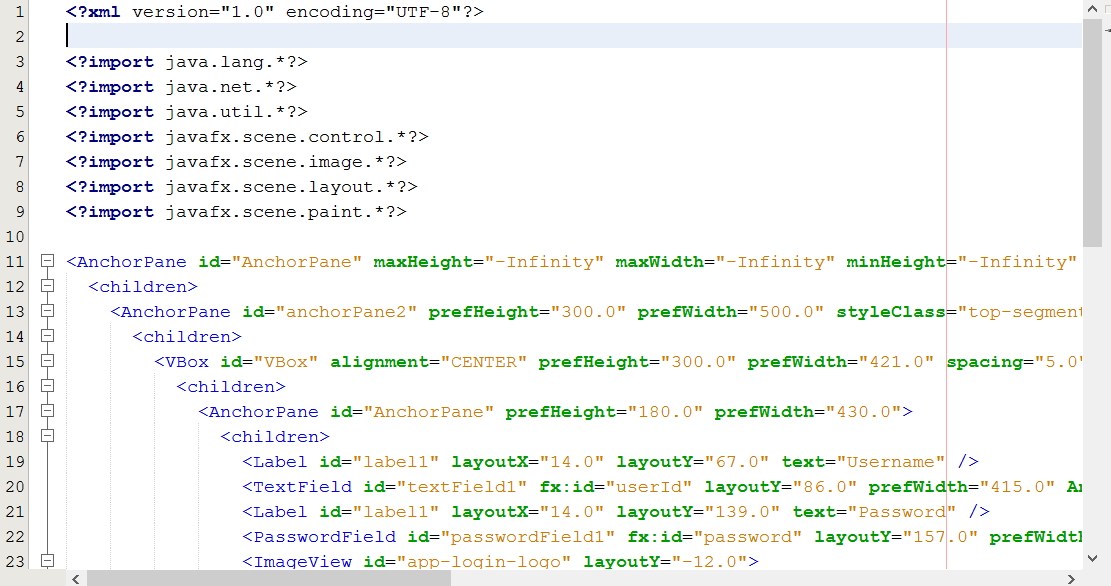 1 <?xml version="1.0" encoding="UTF-8"?>
2
3 <?import java.lang.*?>
4 <?import java.net.*?>
5 <?import java.util.*?>
6 <?import javafx.scene.control.*?>
7 <?import javafx.scene.image.*?>
8 <?import javafx.scene.layout.*?>
9 <?import javafx.scene.paint.*?>
10
11 <AnchorPane id="AnchorPane" maxHeight="-Infinity" maxWidth="-Infinity" minHeight="-Infinity"
12 <children>
13 <AnchorPane id="anchorPane2" prefHeight="300.0" prefWidth="500.0" styleClass="top-segment
14 <children>
15 <VBox id="VBox" alignment="CENTER" prefHeight="300.0" prefWidth="421.0" spacing="5.0"
16 <children>
17 <AnchorPane id="AnchorPane" prefHeight="180.0" prefWidth="430.0">
18 <children>
19 <Label id="label1" layoutX="14.0" layoutY="67.0" text="Username" />
20 <TextField id="textField1" fx:id="userId" layoutY="86.0" prefWidth="415.0" An
21 <Label id="label1" layoutX="14.0" layoutY="139.0" text="Password" />
22 <PasswordField id="passwordField1" fx:id="password" layoutY="157.0" prefWidth
23 <ImageView id="app-login-logo" layoutY="-12.0">